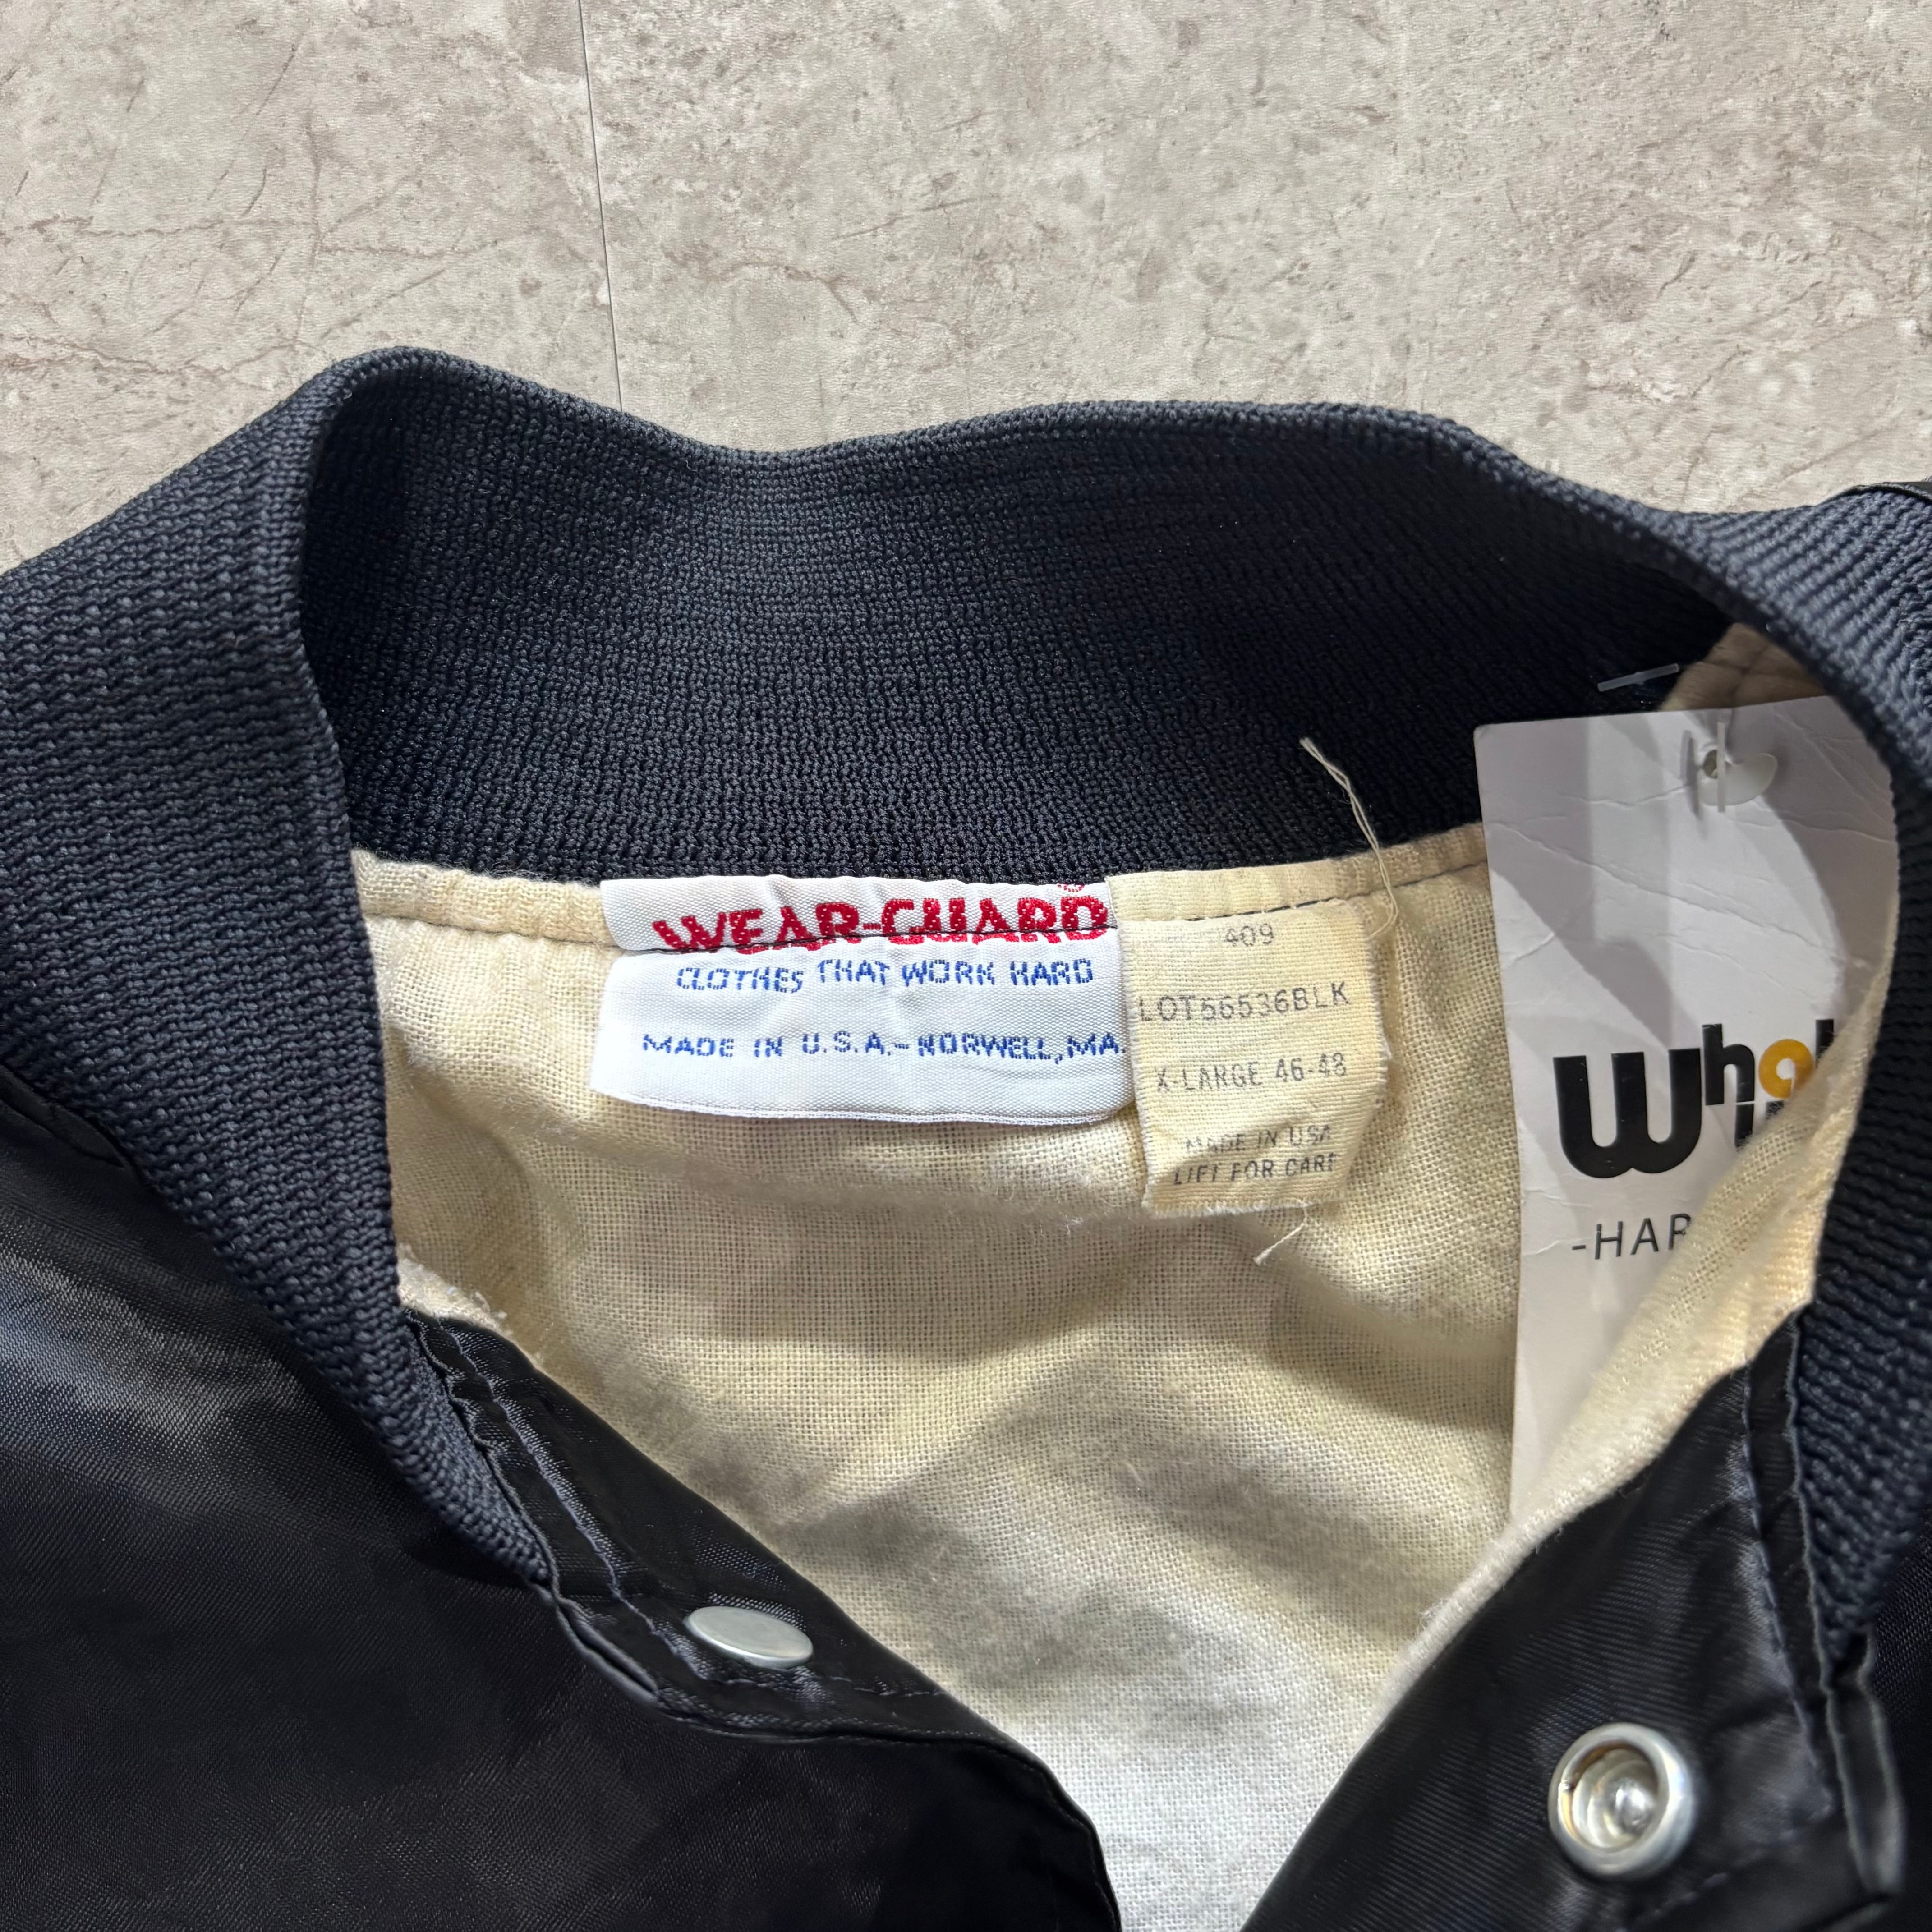 WEAR-GUARD®
CLOTHES THAT WORK HARD
MADE IN U.S.A.-NORWELL, MA.
409
LOT56536BLK
X-LARGE 46-48
MADE IN USA
LIFT FOR CARE
Whol
-HAR